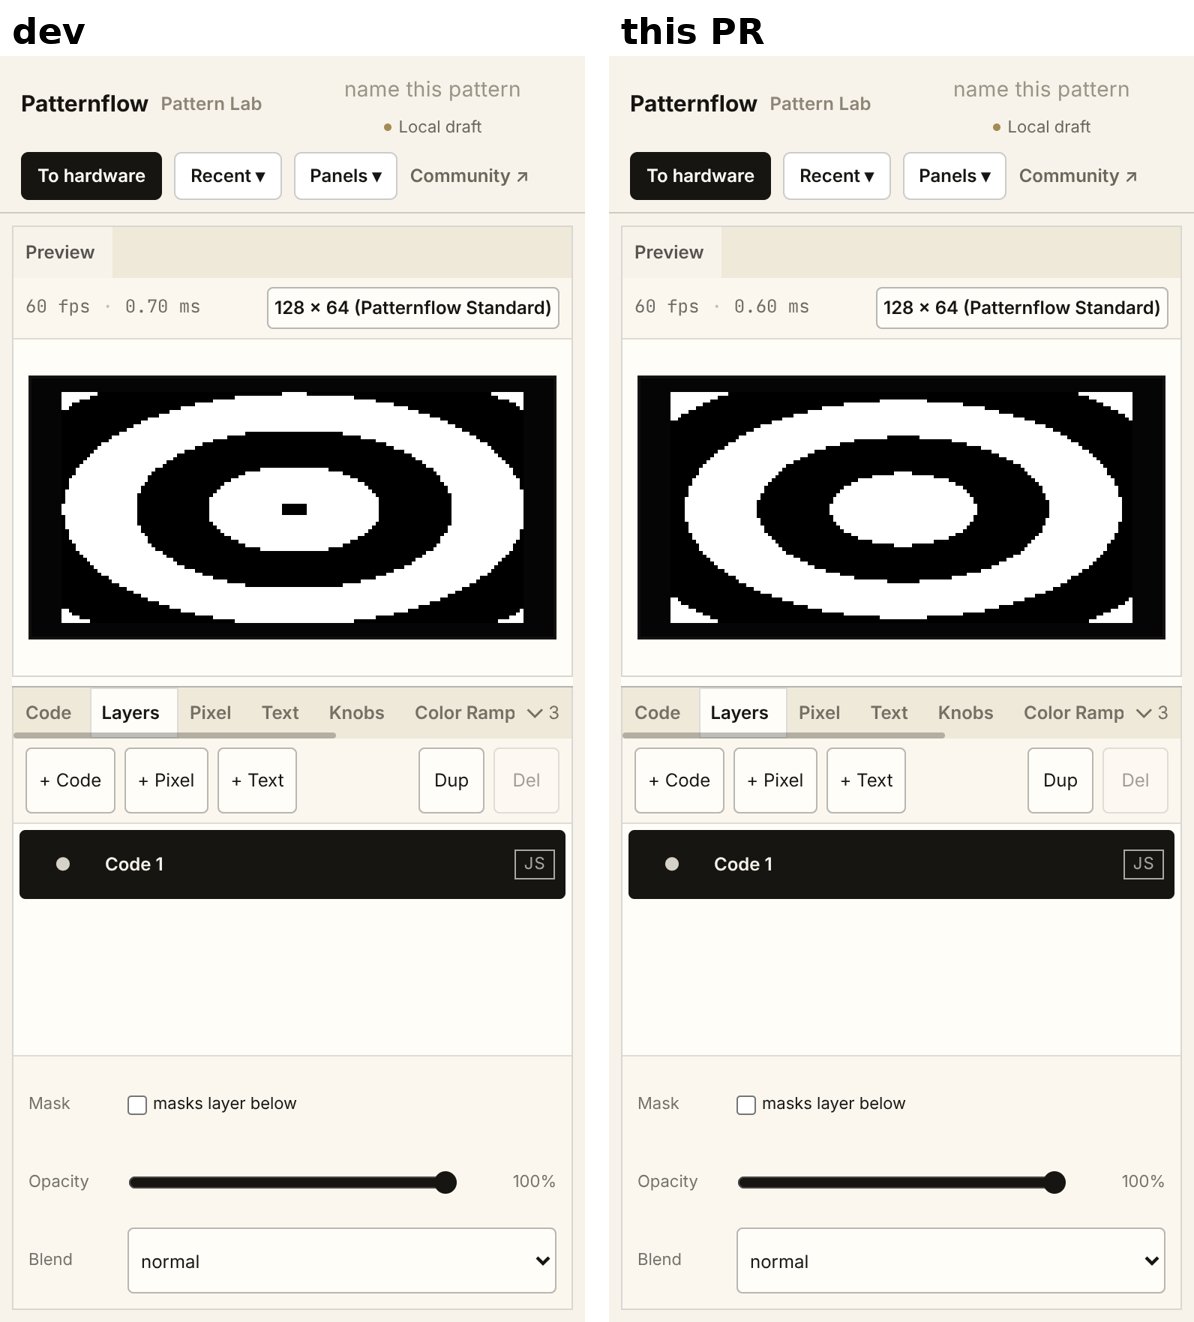 dev
Patternflow Pattern Lab
name this pattern
Local draft
To hardware Recent ▾ Panels ▾ Community ↗
Preview
60 fps · 0.70 ms 128 × 64 (Patternflow Standard)
Code Layers Pixel Text Knobs Color Ramp 3
+ Code + Pixel + Text Dup Del
Code 1 JS
Mask masks layer below
Opacity 100%
Blend normal
this PR
Patternflow Pattern Lab
name this pattern
Local draft
To hardware Recent ▾ Panels ▾ Community ↗
Preview
60 fps · 0.60 ms 128 × 64 (Patternflow Standard)
Code Layers Pixel Text Knobs Color Ramp 3
+ Code + Pixel + Text Dup Del
Code 1 JS
Mask masks layer below
Opacity 100%
Blend normal